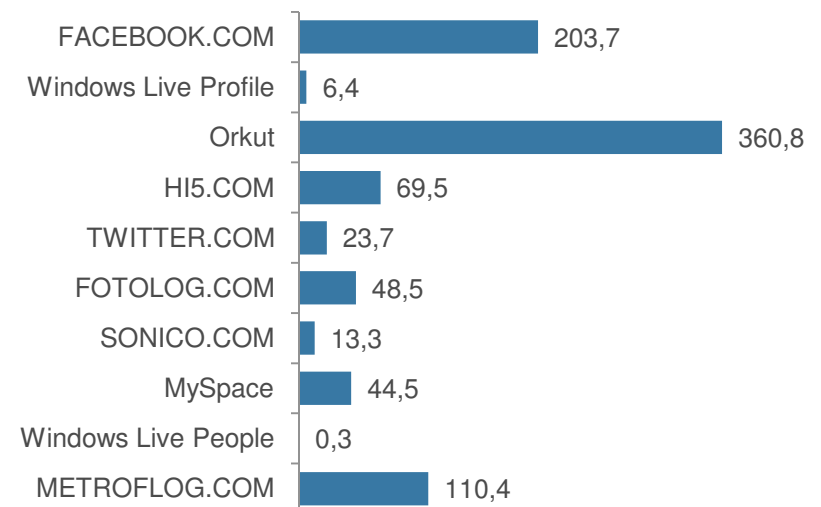 FACEBOOK.COM 203,7
Windows Live Profile 6,4
Orkut 360,8
HI5.COM 69,5
TWITTER.COM 23,7
FOTOLOG.COM 48,5
SONICO.COM 13,3
MySpace 44,5
Windows Live People 0,3
METROFLOG.COM 110,4